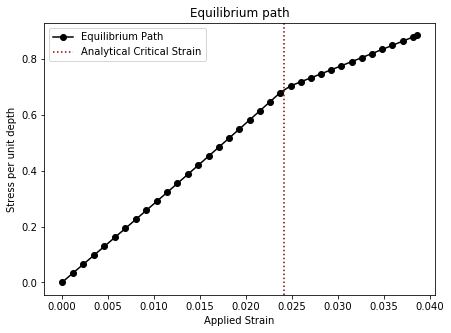 Equilibrium path
Equilibrium Path
Analytical Critical Strain
Stress per unit depth
0.8
0.6
0.4
0.2
0.0
0.000 0.005 0.010 0.015 0.020 0.025 0.030 0.035 0.040
Applied Strain